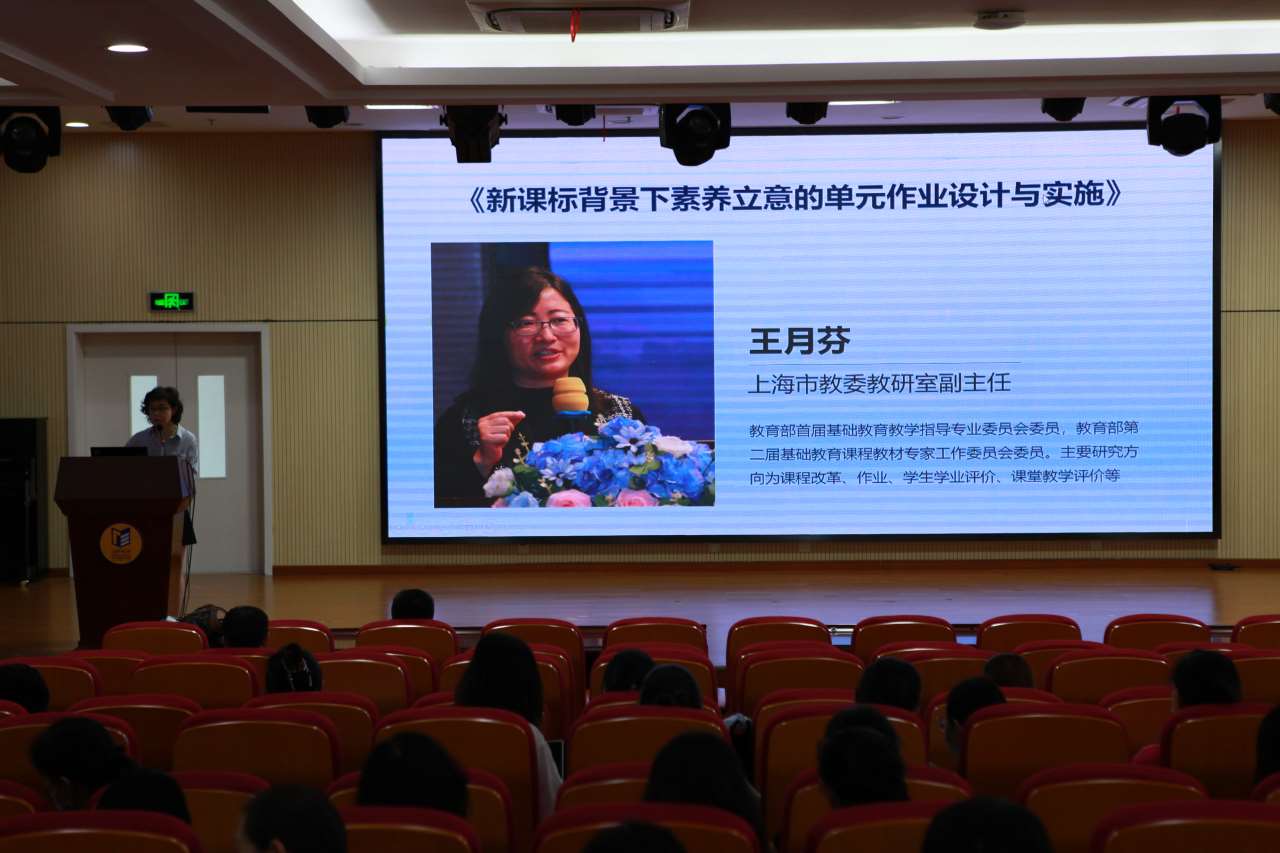 《新课标背景下素养立意的单元作业设计与实施》
王月芬
上海市教委教研室副主任
教育部首届基础教育教学指导专业委员会委员，教育部第
二届基础教育课程教材专家工作委员会委员。主要研究方
向为课程改革、作业、学生学业评价、课堂教学评价等